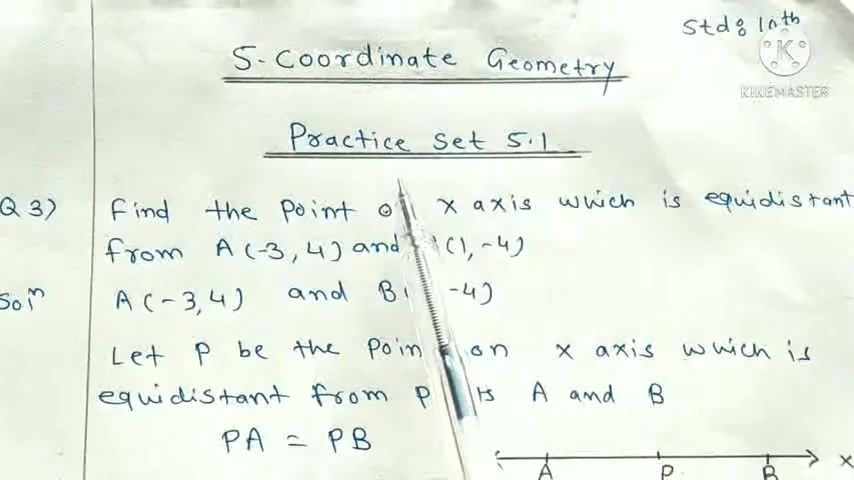 Std: 10th
K
KINEMASTER
5-Coordinate Geometry
Practice Set 5.1
Q 3) Find the point x axis which is equidistant
from A(-3,4) and (1,-4)
Soln A(-3,4) and B( -4)
Let P be the on x axis which is
equidistant from A and B
PA = PB
A P B x